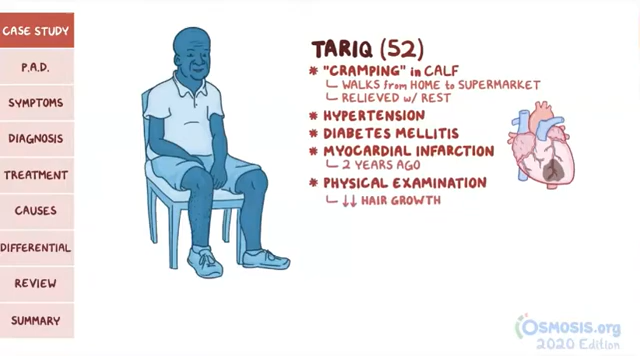 CASE STUDY
P.A.D.
SYMPTOMS
DIAGNOSIS
TREATMENT
CAUSES
DIFFERENTIAL
REVIEW
SUMMARY
TARIQ (52)
* "CRAMPING" in CALF
WALKS from HOME to SUPERMARKET
RELIEVED w/ REST
* HYPERTENSION
* DIABETES MELLITIS
* MYOCARDIAL INFARCTION
2 YEARS AGO
* PHYSICAL EXAMINATION
↓↓ HAIR GROWTH
OSMOSIS.org
2020 Edition